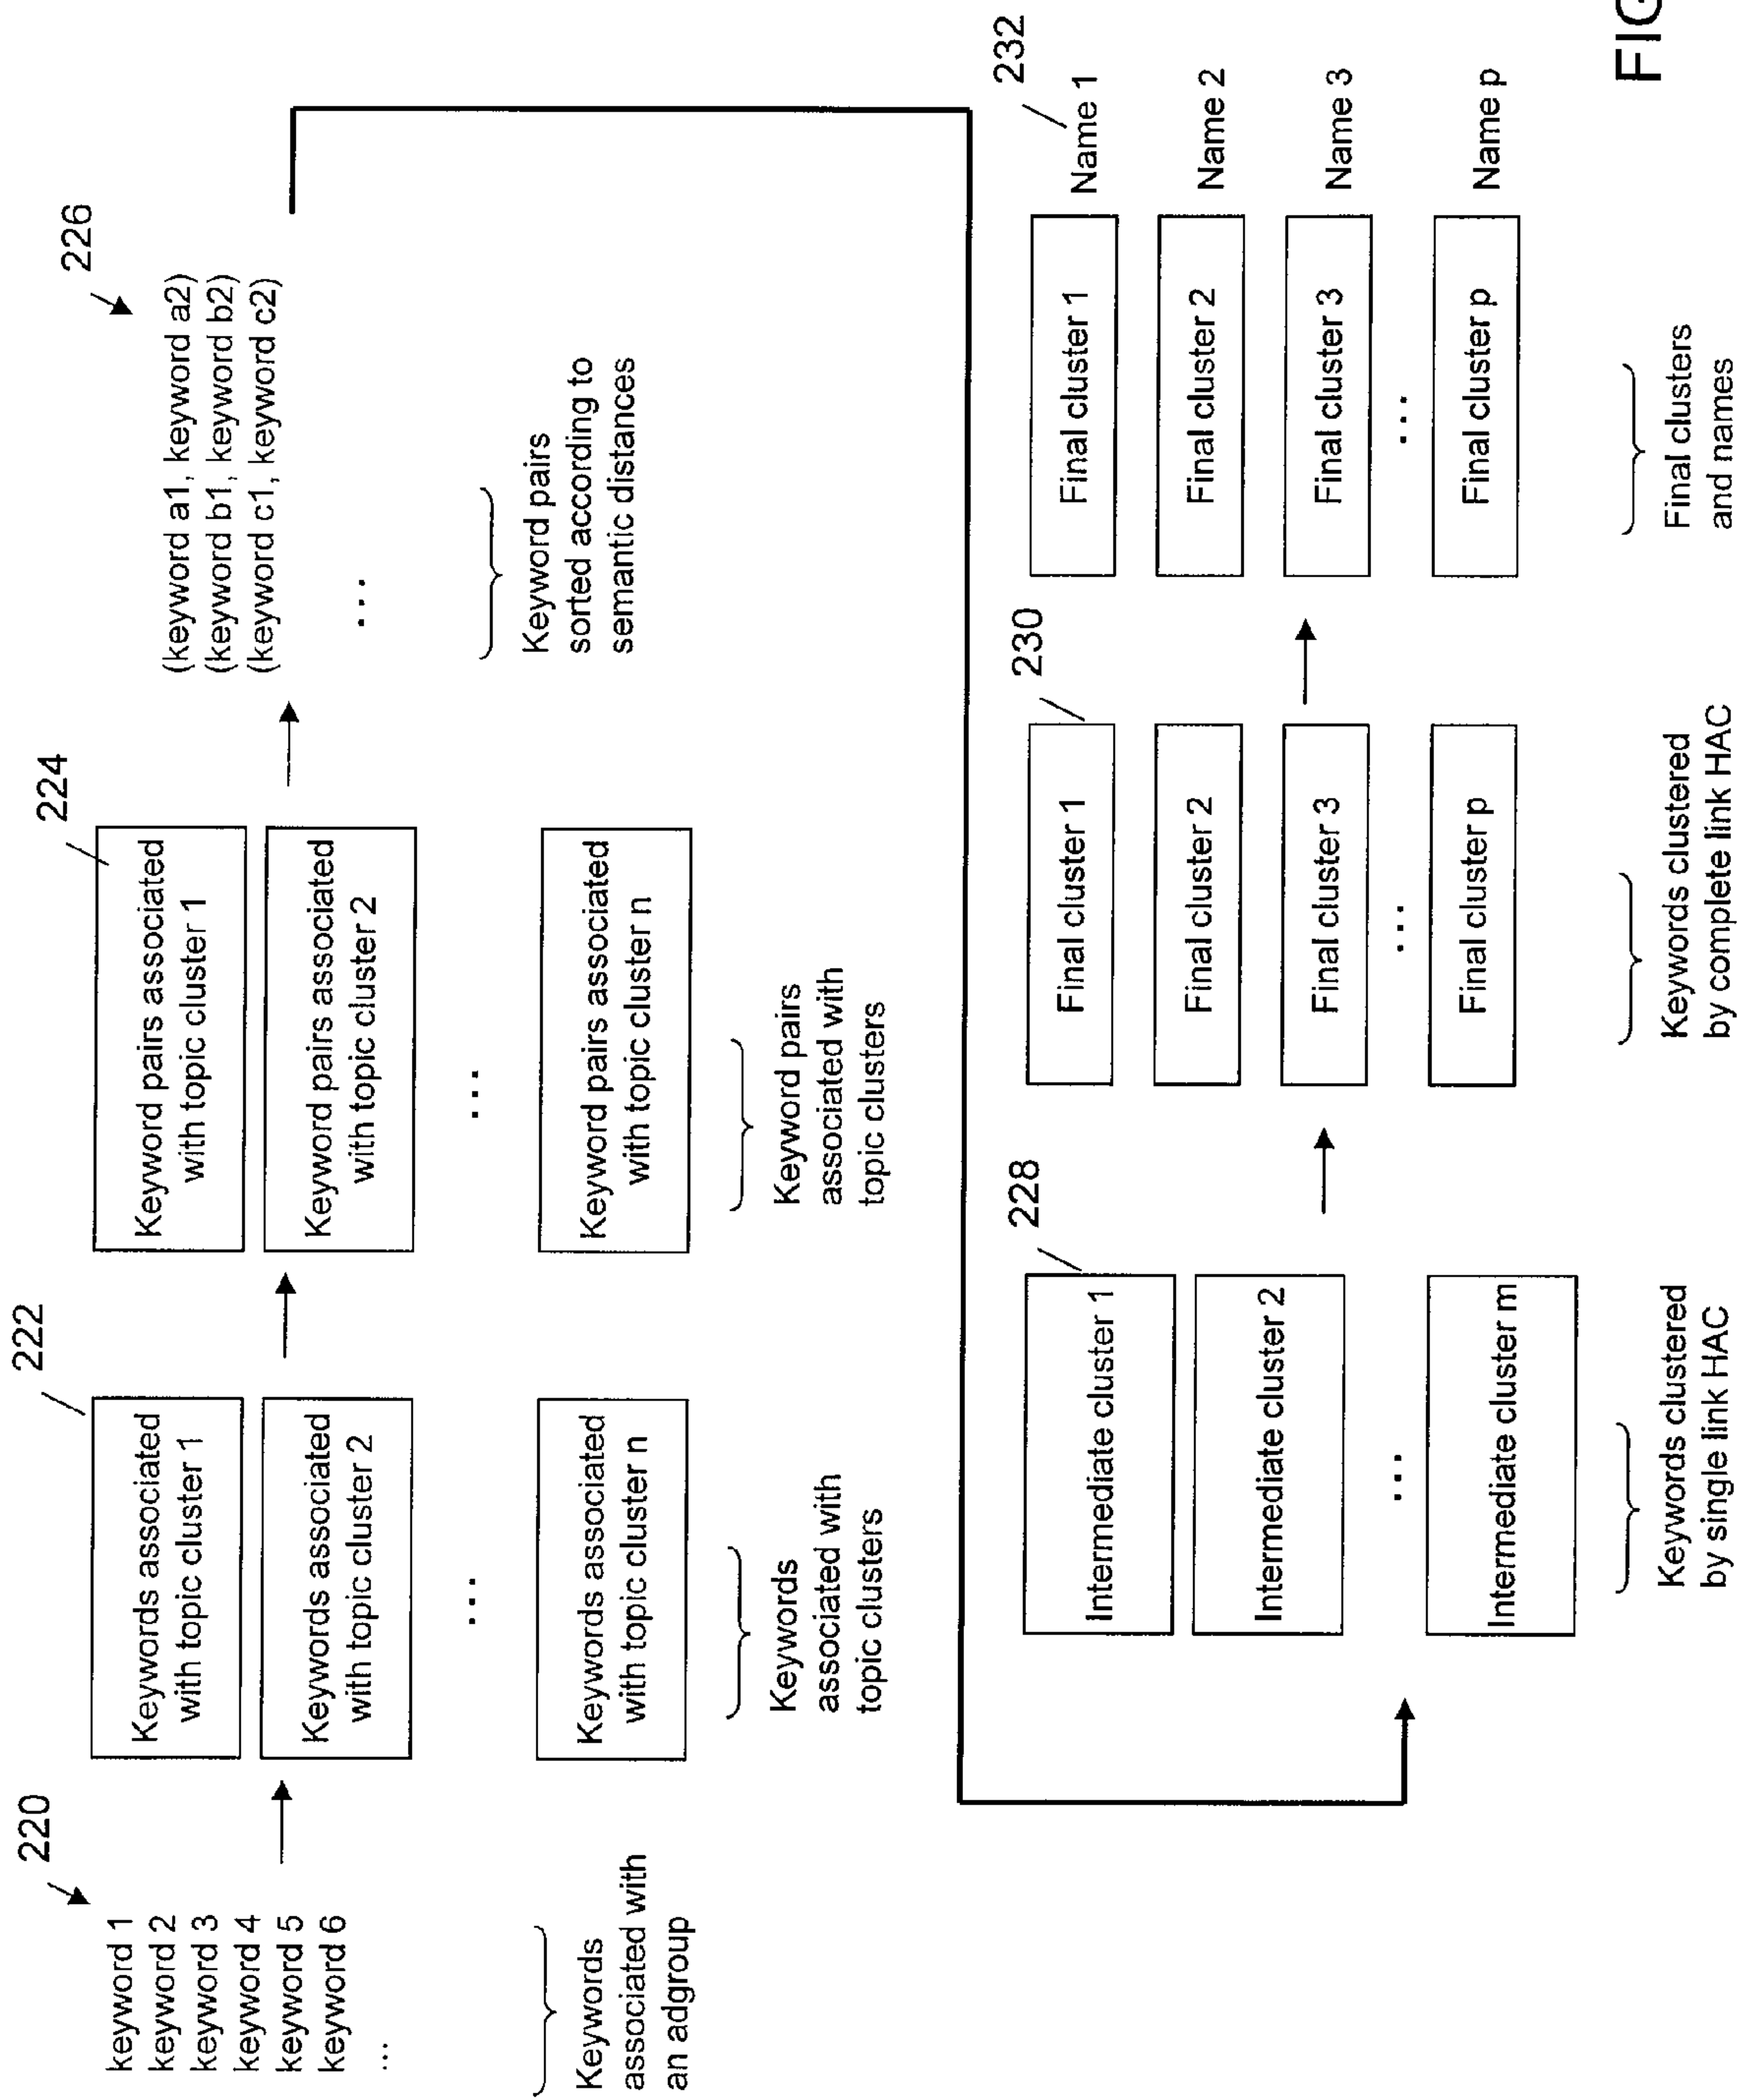 220
keyword 1
keyword 2
keyword 3
keyword 4
keyword 5
keyword 6
...
Keywords
associated with
an adgroup
222
Keywords associated
with topic cluster 1
Keywords associated
with topic cluster 2
...
Keywords associated
with topic cluster n
Keywords
associated with
topic clusters
224
Keyword pairs associated
with topic cluster 1
Keyword pairs associated
with topic cluster 2
...
Keyword pairs associated
with topic cluster n
Keyword pairs
associated with
topic clusters
226
(keyword a1, keyword a2)
(keyword b1, keyword b2)
(keyword c1, keyword c2)
...
Keyword pairs
sorted according to
semantic distances
228
Intermediate cluster 1
Intermediate cluster 2
...
Intermediate cluster m
Keywords clustered
by single link HAC
230
Final cluster 1
Final cluster 2
Final cluster 3
...
Final cluster p
Keywords clustered
by complete link HAC
232
Final cluster 1 Name 1
Final cluster 2 Name 2
Final cluster 3 Name 3
...
Final cluster p Name p
Final clusters
and names